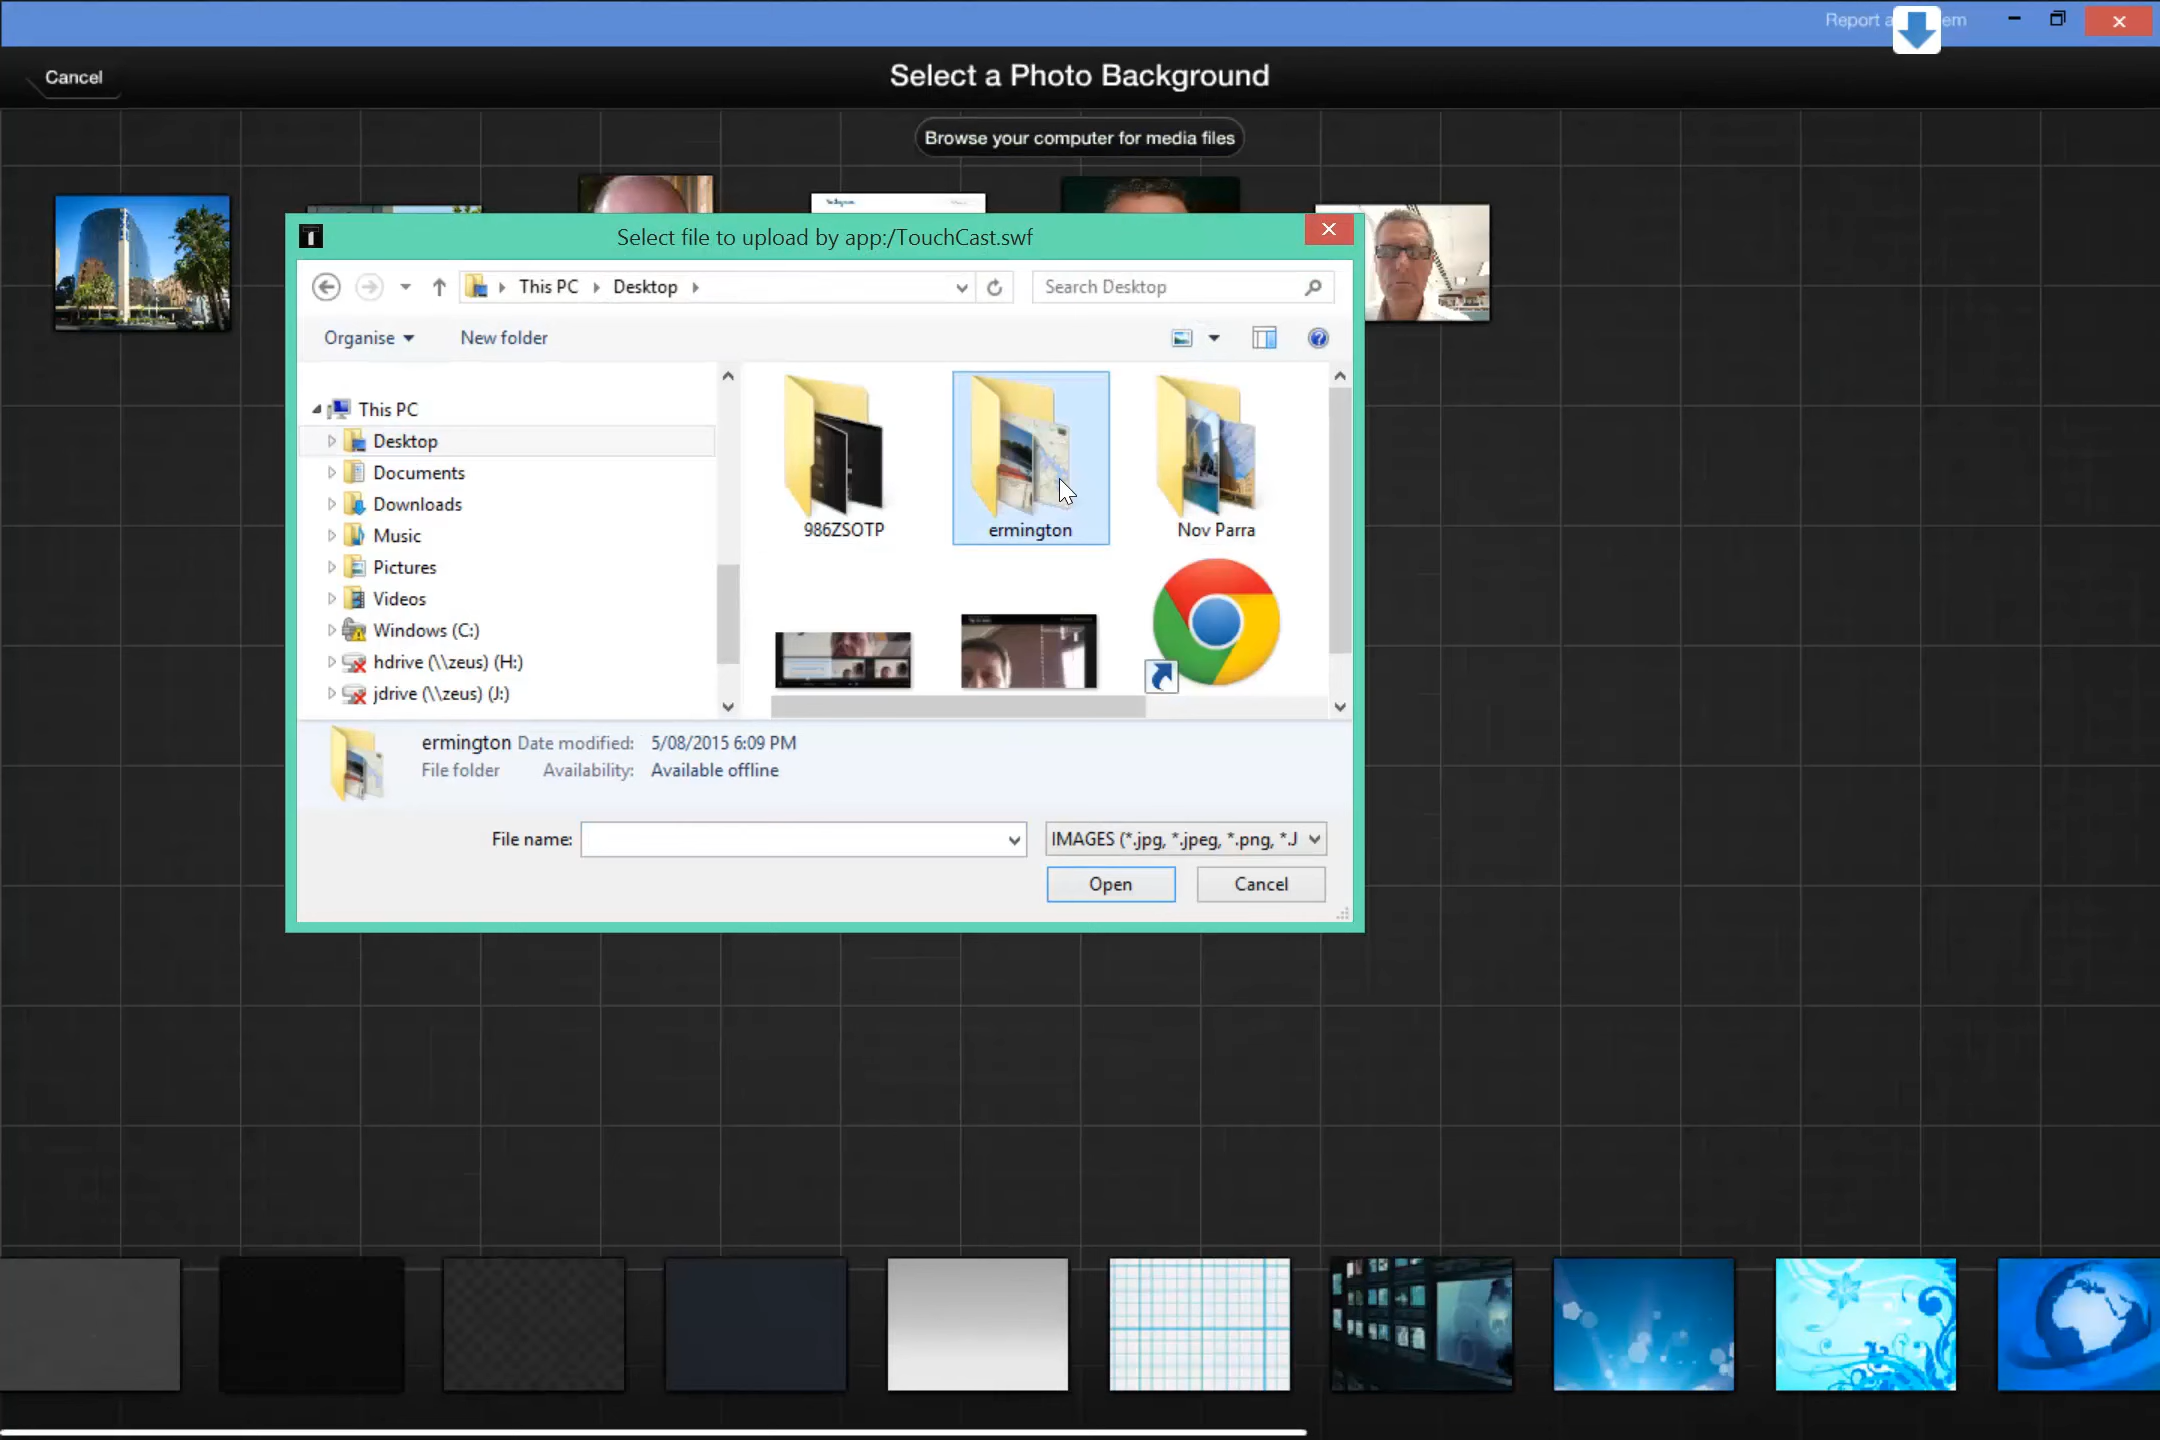 Cancel
Select a Photo Background
Browse your computer for media files
Select file to upload by app:/TouchCast.swf
This PC
Desktop
Search Desktop
Organise
New folder
This PC
Desktop
Documents
Downloads
Music
Pictures
Videos
Windows (C:)
hdrive (\\zeus) (H:)
jdrive (\\zeus) (J:)
986ZSOTP
ermington
Nov Parra
ermington Date modified: 5/08/2015 6:09 PM
File folder Availability: Available offline
File name:
IMAGES (*.jpg, *.jpeg, *.png, *.J
Open
Cancel
Report